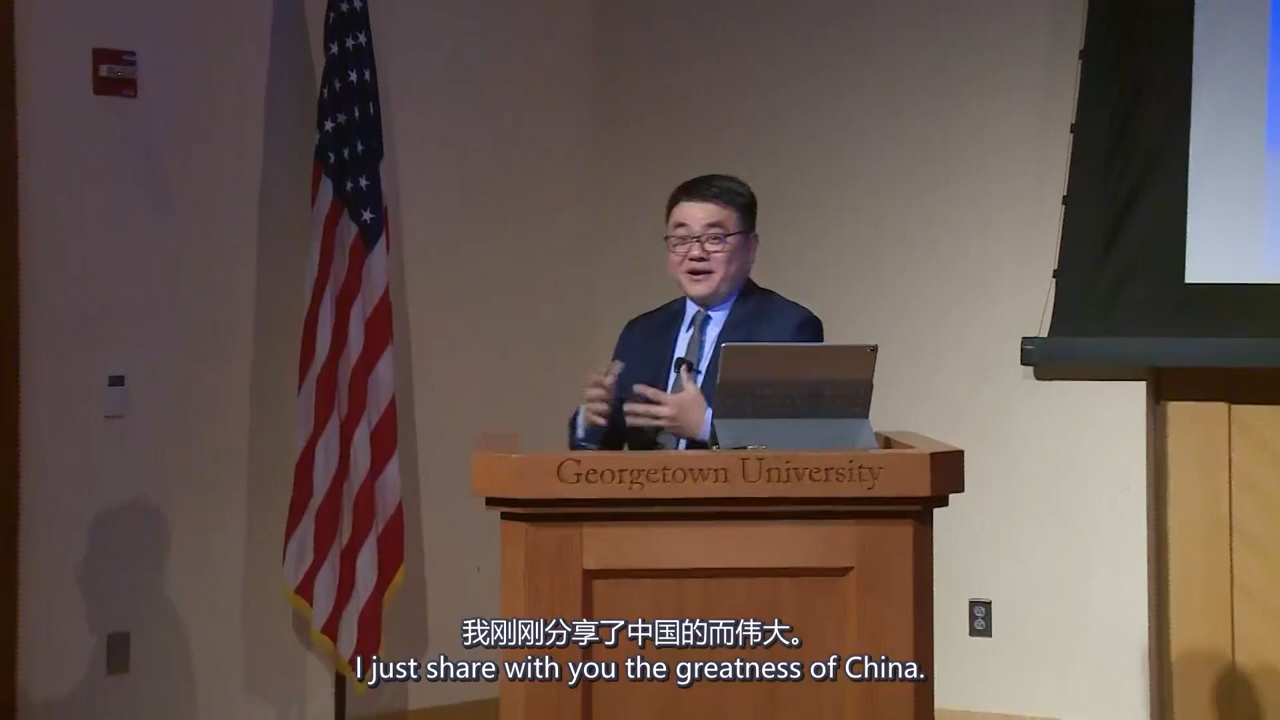 Georgetown University
我刚刚分享了中国的而伟大。
I just share with you the greatness of China.